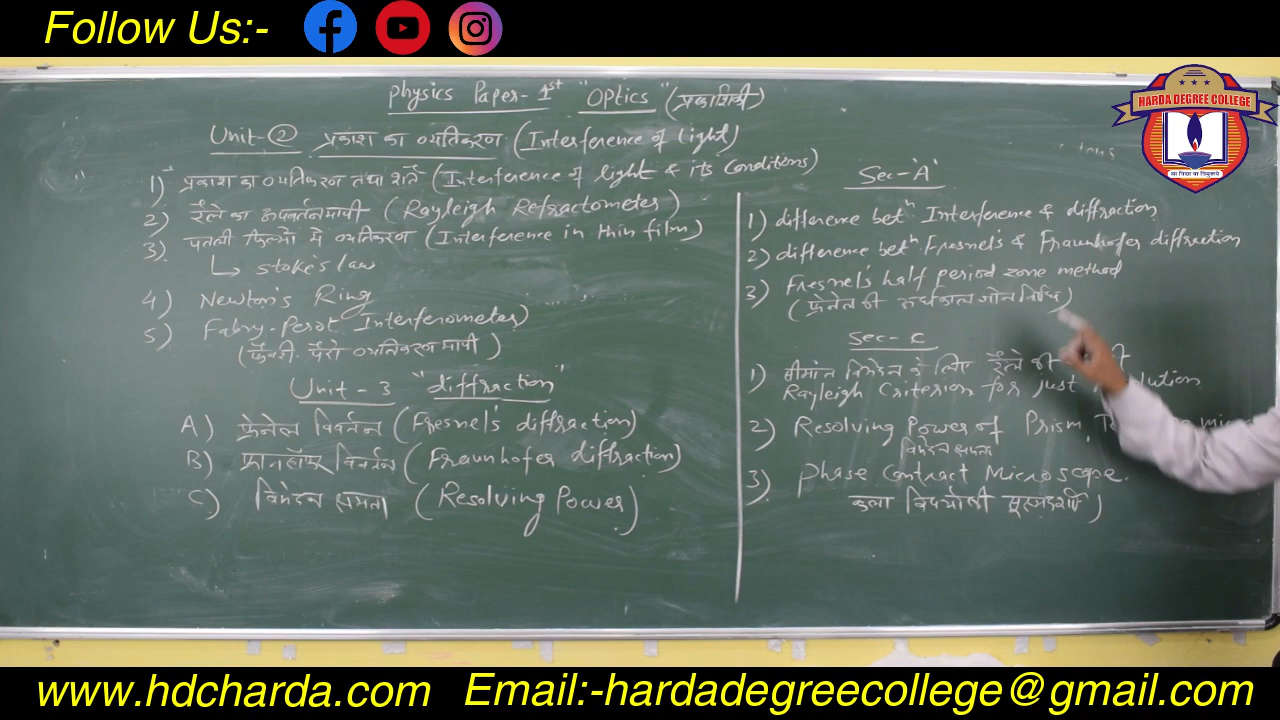 Follow Us:-
HARDA DEGREE COLLEGE
सा विद्या या विमुक्तये
Physics Paper- 1st "Optics" (प्रकाशिकी)
Unit-② प्रकाश का व्यतिकरण (Interference of light)
1) प्रकाश का व्यतिकरण तथा शर्तें (Interference of light & its Conditions)
2) रैले का अपवर्तनमापी (Rayleigh Refractometer)
3) पतली फिल्मों में व्यतिकरण (Interference in thin film)
↳ stoke's law
4) Newton's Ring
5) Fabry-Perot Interferometer)
(फैबरी-पैरो व्यतिकरणमापी)
Unit - 3 "diffraction"
A) फ्रेनेल विवर्तन (Fresnel's diffraction)
B) फ्रानहॉफर विवर्तन (Fraunhofer diffraction)
C) विभेदन क्षमता (Resolving Power)
Sec-'A'
1) difference betn Interference & diffraction
2) difference betn Fresnel's & Fraunhofer diffraction
3) Fresnel's half period zone method
(फ्रेनेल की अर्धकाल जोन विधि)
Sec- C
1) सीमांत विभेदन के लिए रैले की
Rayleigh Criterion for just
2) Resolving Power of Prism,
विभेदन क्षमता
3) Phase Contract Microscope.
कला विपर्यासी सूक्ष्मदर्शी)
www.hdcharda.com Email:-hardadegreecollege@gmail.com